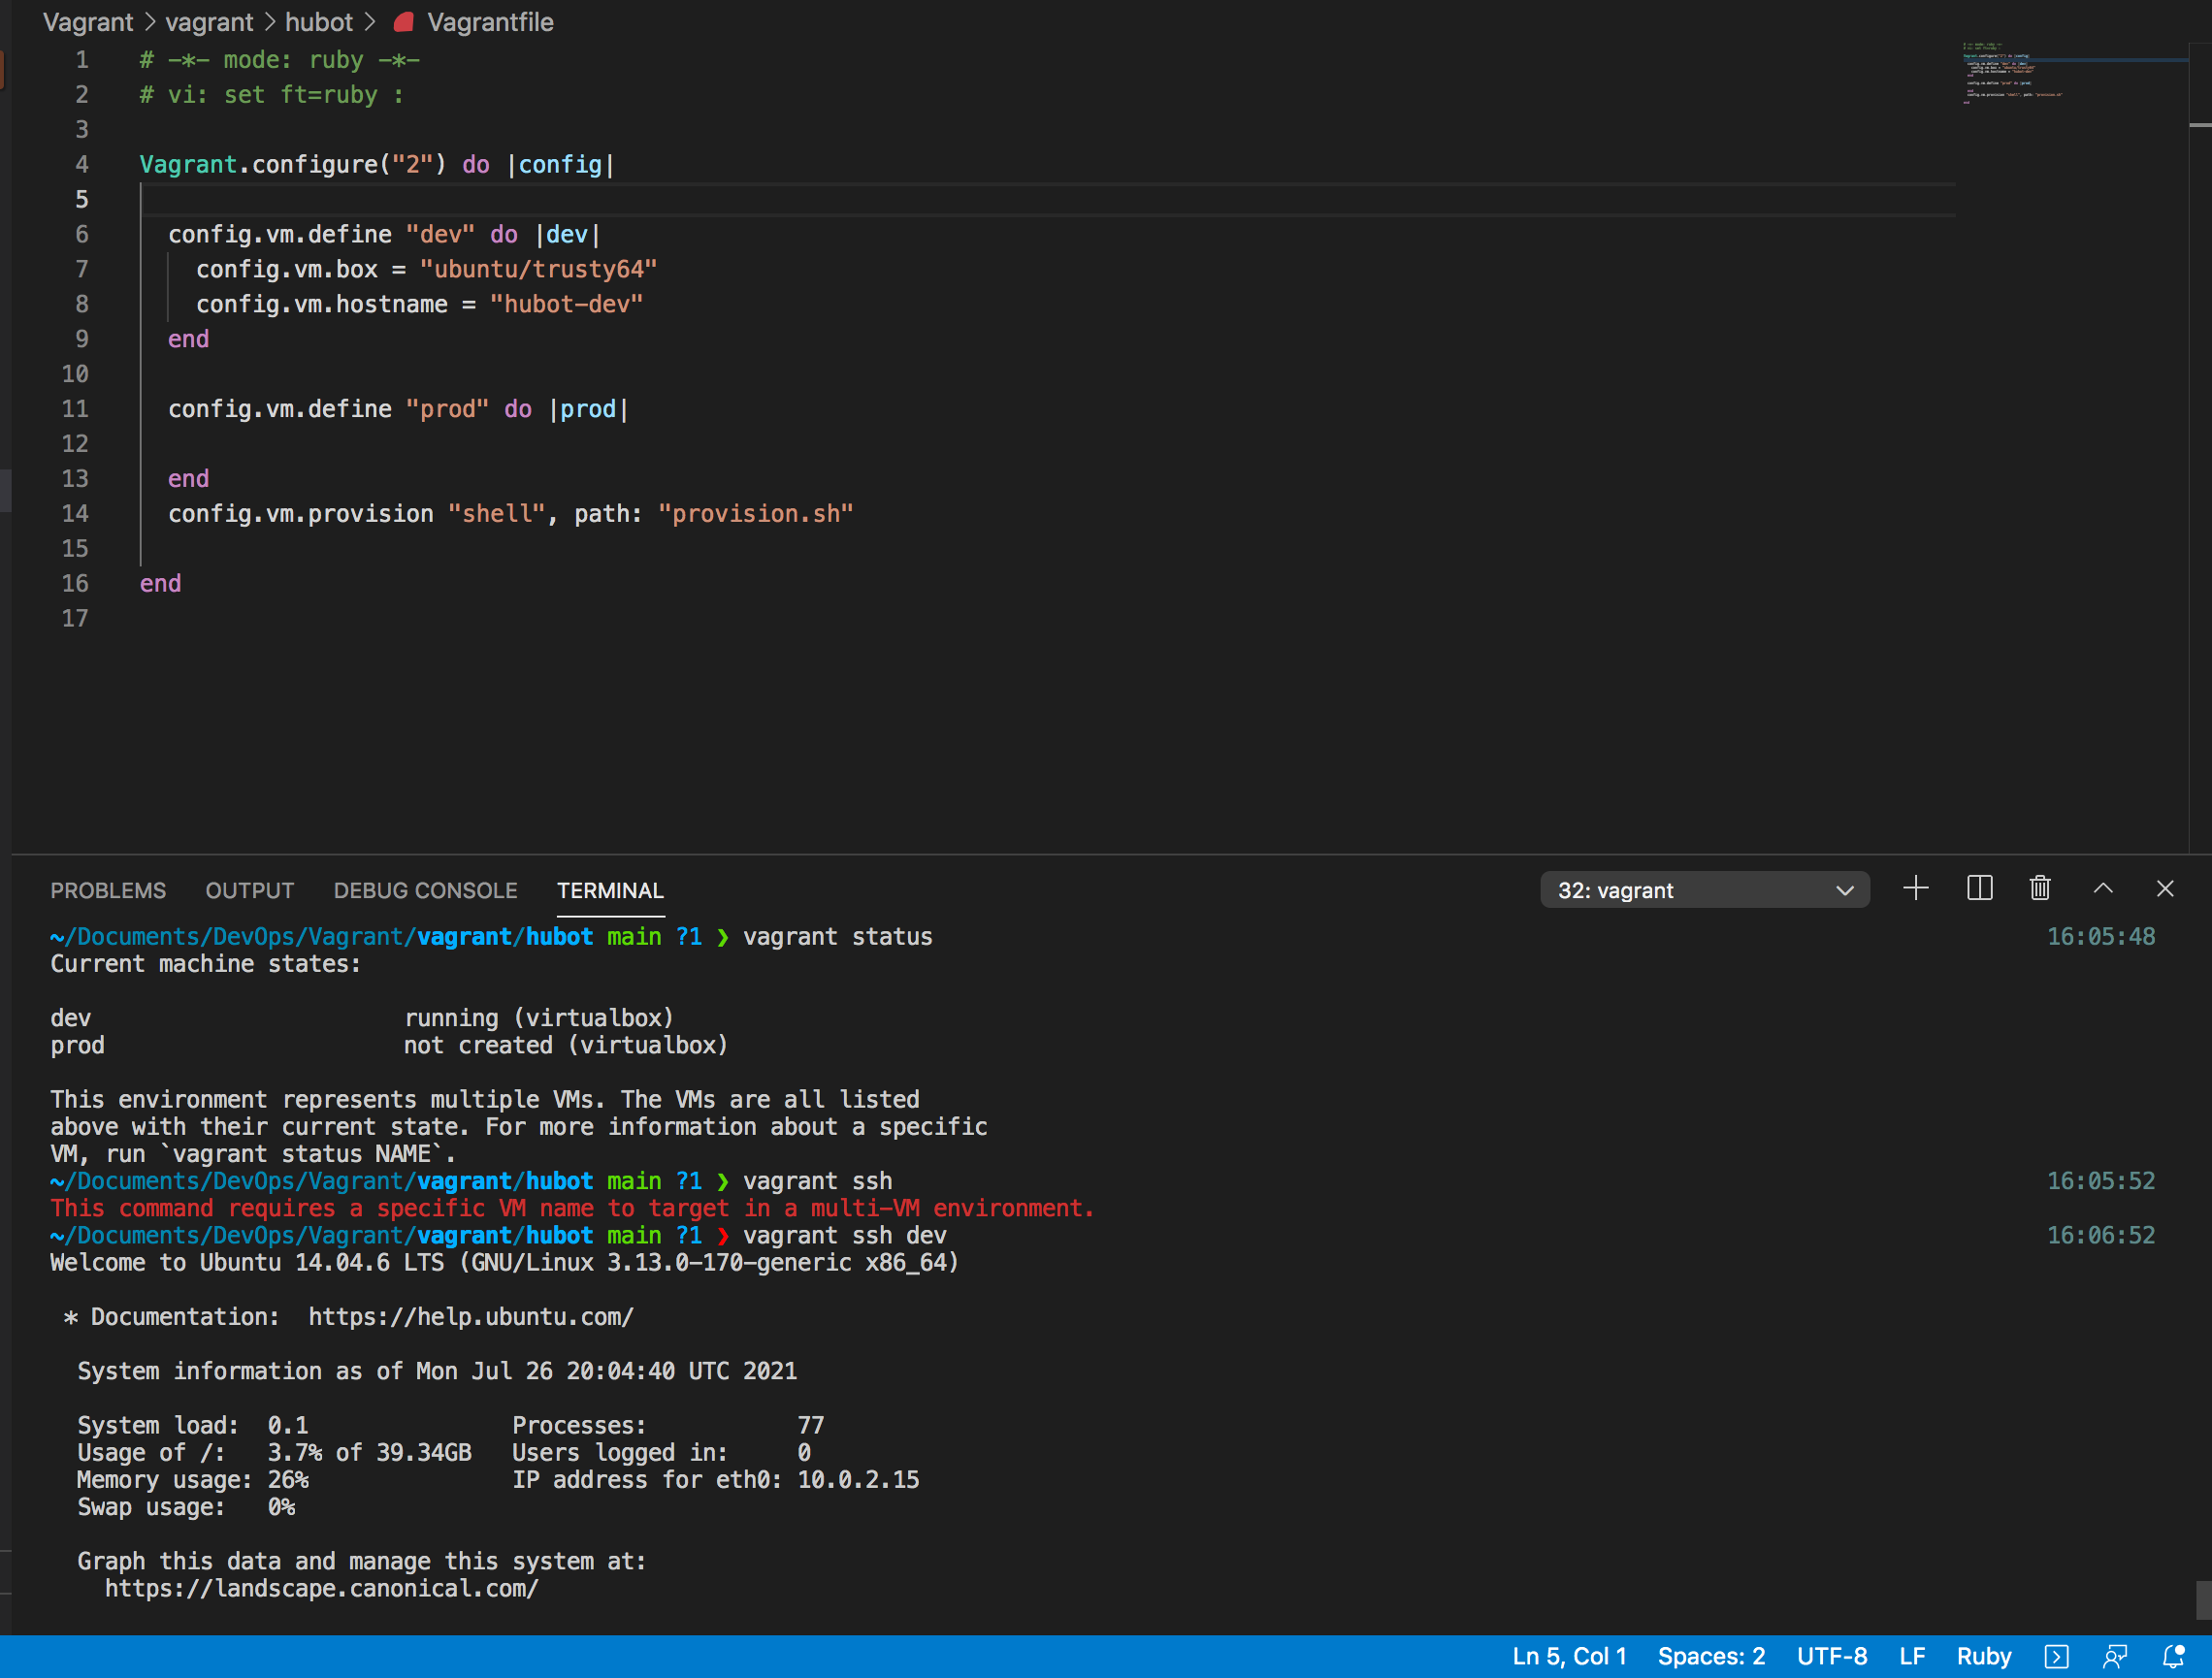 Vagrant > vagrant > hubot > Vagrantfile
1 # -*- mode: ruby -*-
2 # vi: set ft=ruby :
3
4 Vagrant.configure("2") do |config|
5
6 config.vm.define "dev" do |dev|
7 config.vm.box = "ubuntu/trusty64"
8 config.vm.hostname = "hubot-dev"
9 end
10
11 config.vm.define "prod" do |prod|
12
13 end
14 config.vm.provision "shell", path: "provision.sh"
15
16 end
17
PROBLEMS OUTPUT DEBUG CONSOLE TERMINAL 32: vagrant
~/Documents/DevOps/Vagrant/vagrant/hubot main ?1 ❯ vagrant status 16:05:48
Current machine states:
dev running (virtualbox)
prod not created (virtualbox)
This environment represents multiple VMs. The VMs are all listed
above with their current state. For more information about a specific
VM, run `vagrant status NAME`.
~/Documents/DevOps/Vagrant/vagrant/hubot main ?1 ❯ vagrant ssh 16:05:52
This command requires a specific VM name to target in a multi-VM environment.
~/Documents/DevOps/Vagrant/vagrant/hubot main ?1 ❯ vagrant ssh dev 16:06:52
Welcome to Ubuntu 14.04.6 LTS (GNU/Linux 3.13.0-170-generic x86_64)
* Documentation: https://help.ubuntu.com/
System information as of Mon Jul 26 20:04:40 UTC 2021
System load: 0.1 Processes: 77
Usage of /: 3.7% of 39.34GB Users logged in: 0
Memory usage: 26% IP address for eth0: 10.0.2.15
Swap usage: 0%
Graph this data and manage this system at:
https://landscape.canonical.com/
Ln 5, Col 1 Spaces: 2 UTF-8 LF Ruby